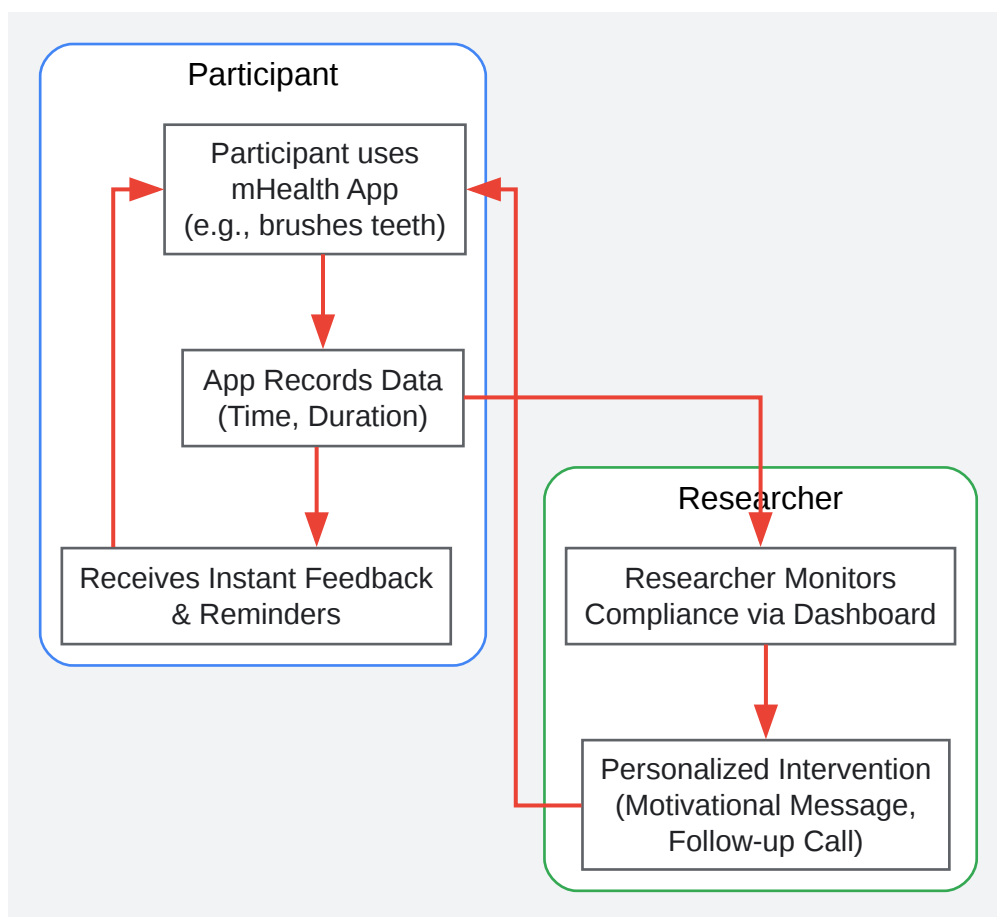 Participant
Participant uses
mHealth App
(e.g., brushes teeth)
App Records Data
(Time, Duration)
Receives Instant Feedback
& Reminders
Researcher
Researcher Monitors
Compliance via Dashboard
Personalized Intervention
(Motivational Message,
Follow-up Call)